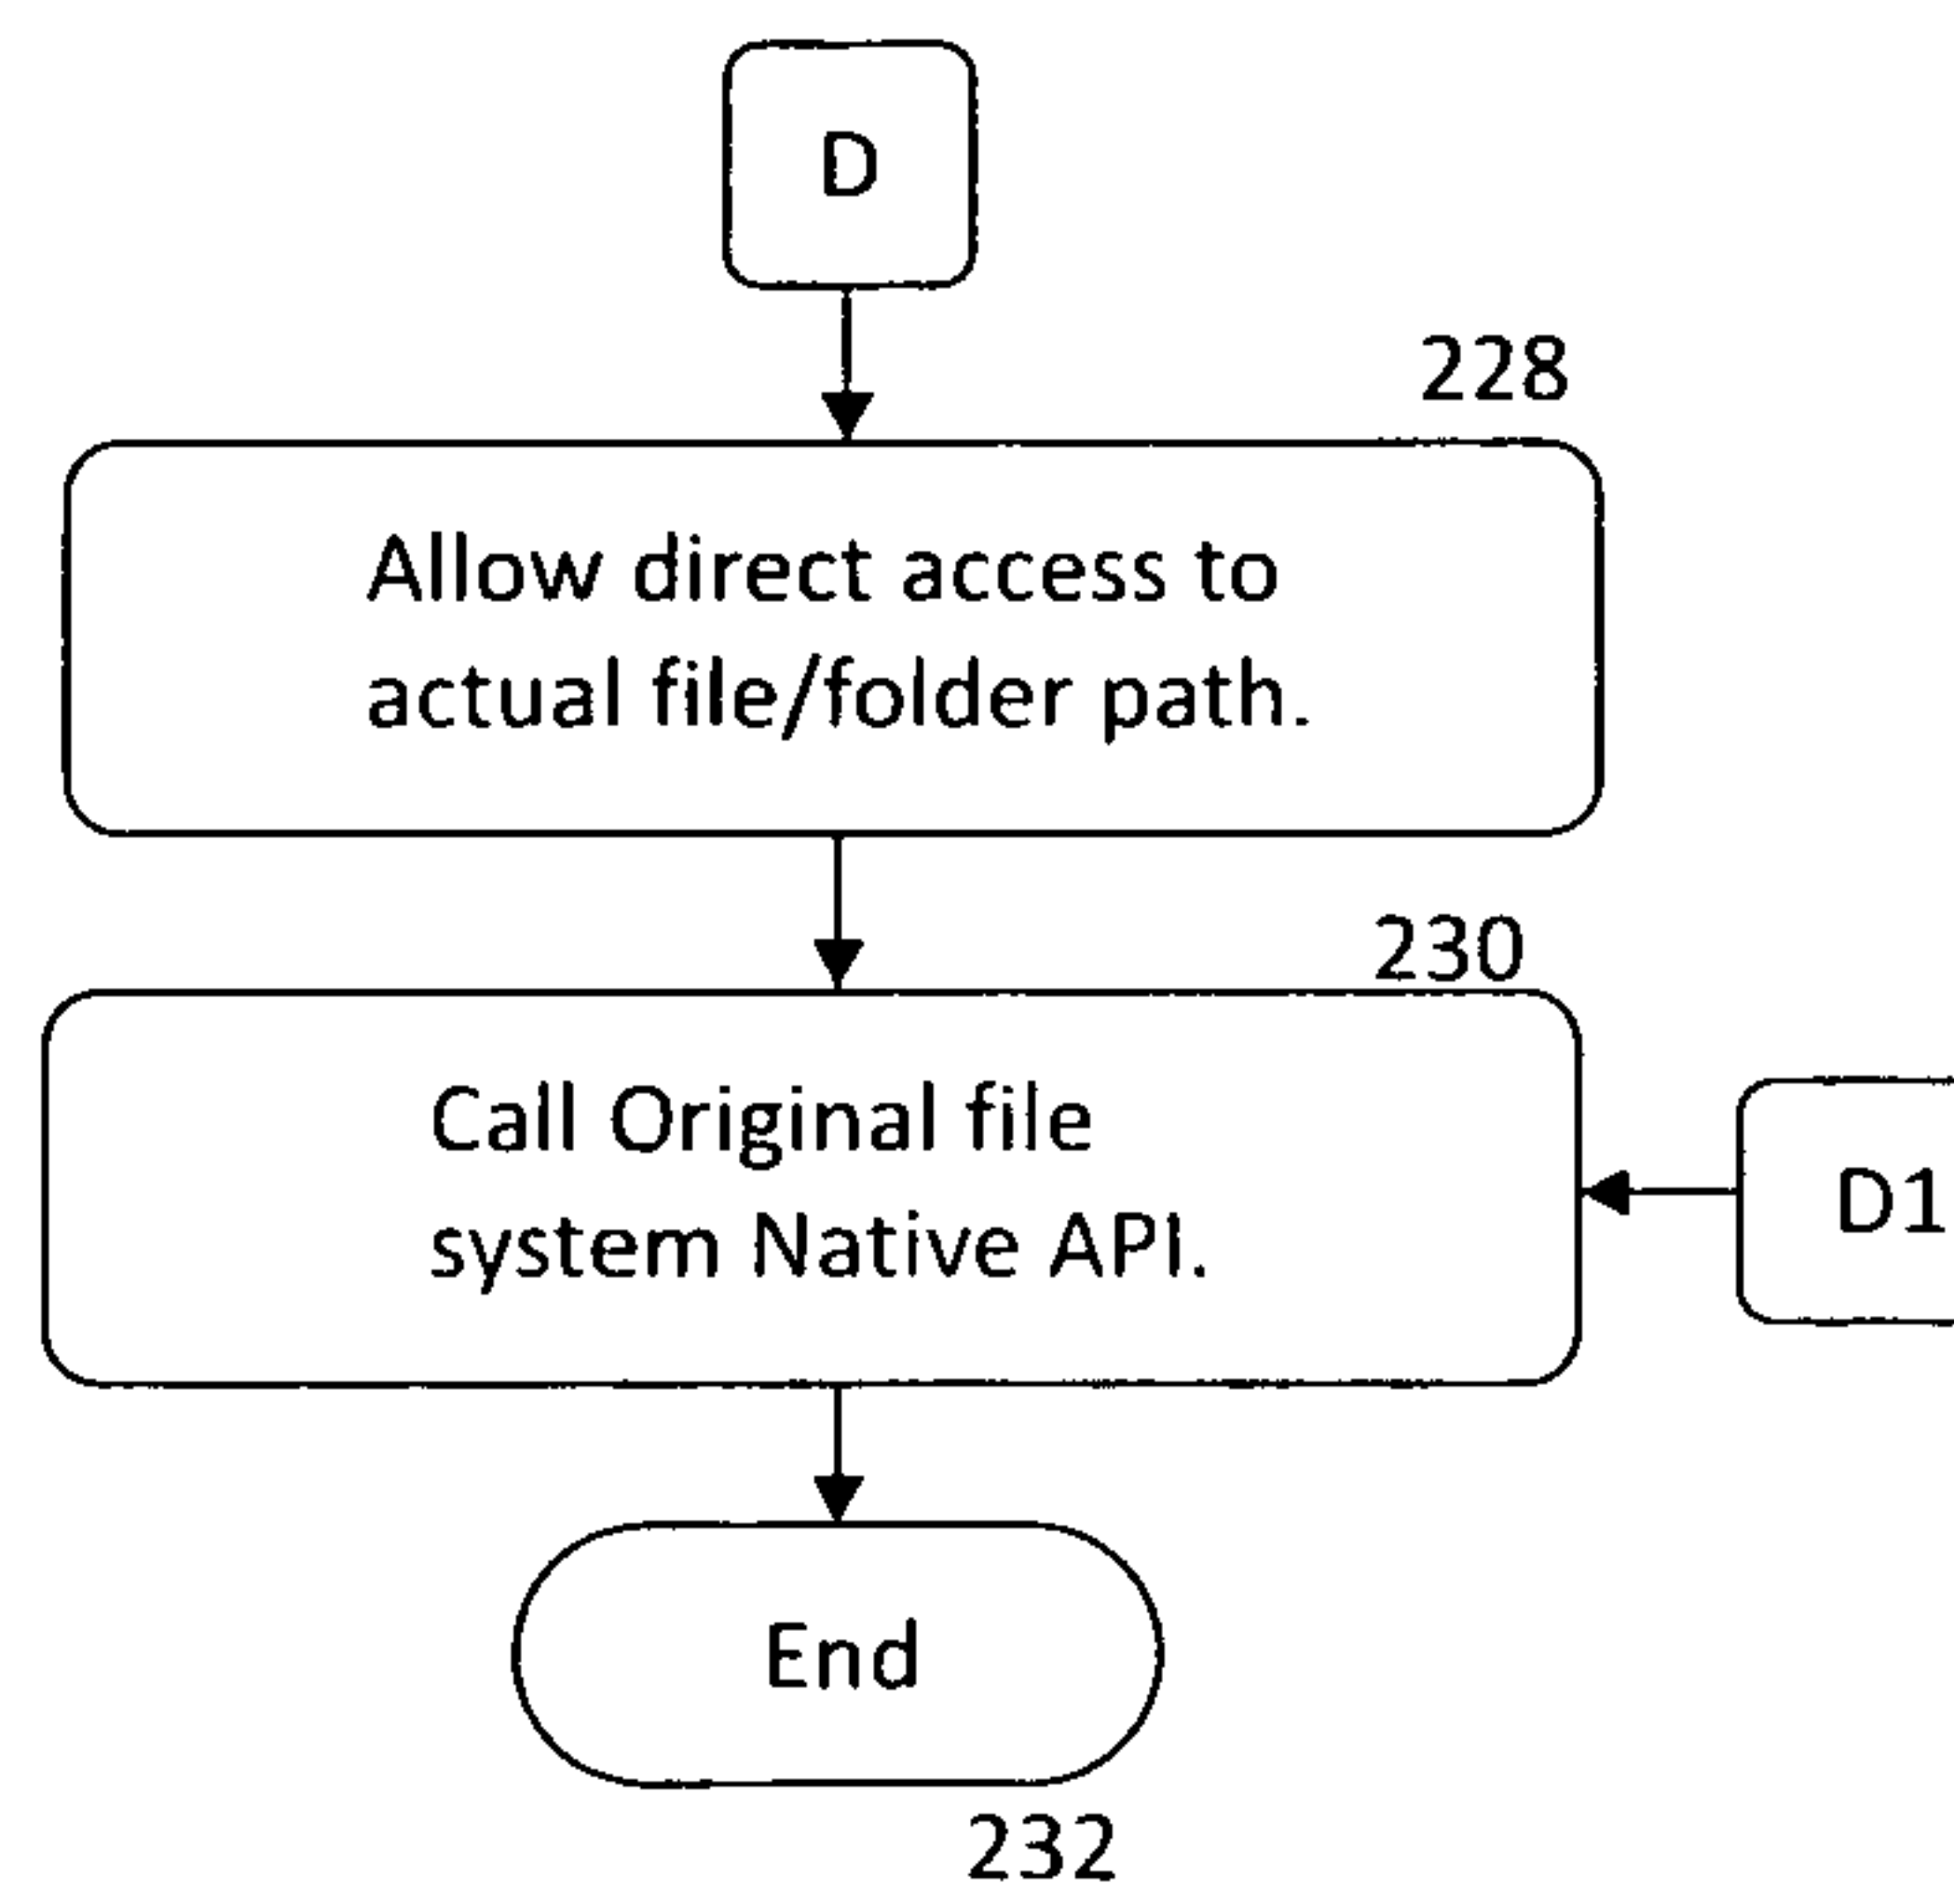 D
228
Allow direct access to
actual file/folder path.
230
Call Original file
system Native API.
D1
End
232